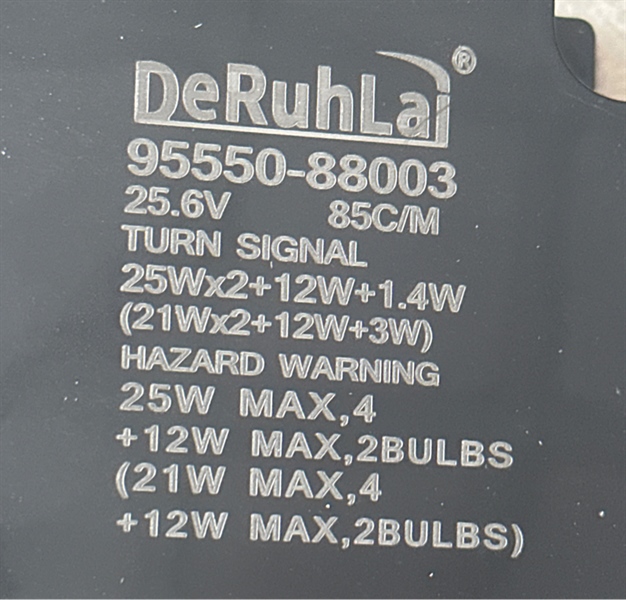 DeRuhLai®
95550-88003
25.6V 85C/M
TURN SIGNAL
25Wx2+12W+1.4W
(21Wx2+12W+3W)
HAZARD WARNING
25W MAX,4
+12W MAX,2BULBS
(21W MAX,4
+12W MAX,2BULBS)